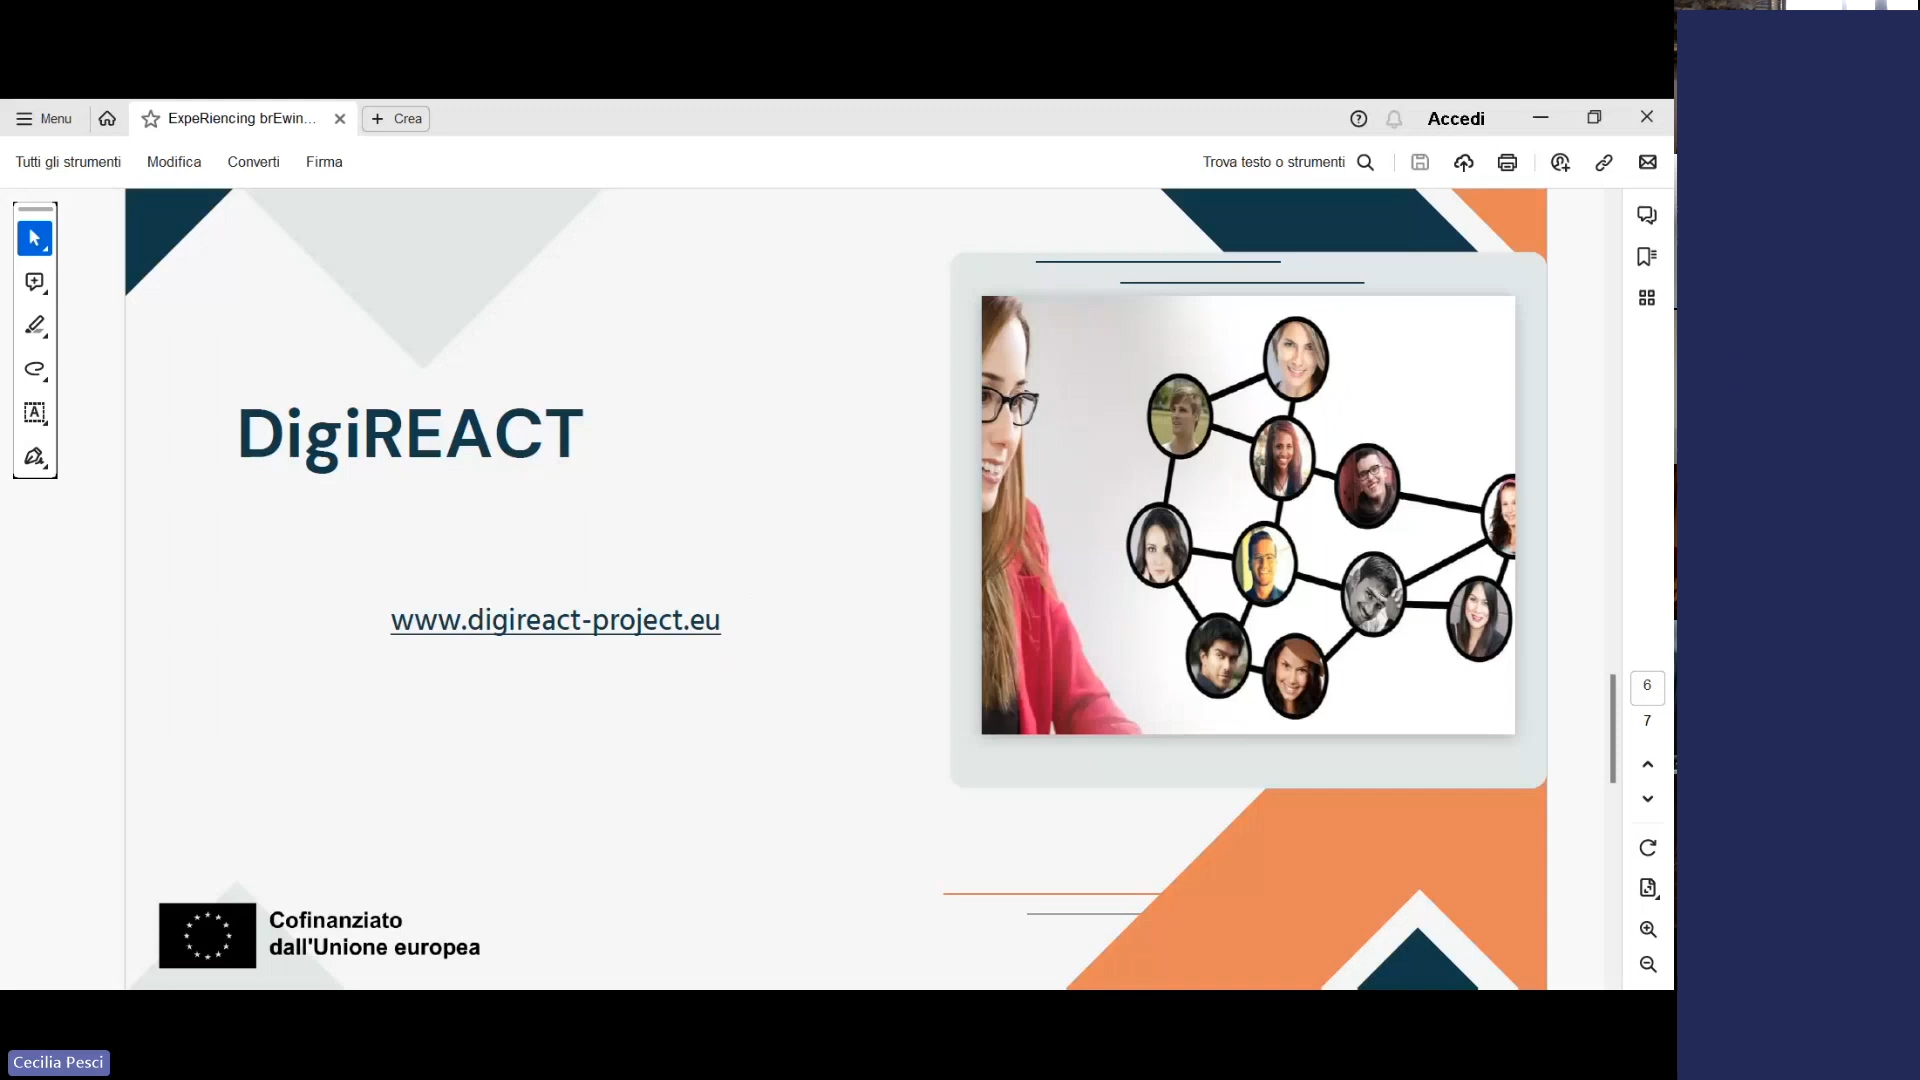 Menu
ExpeRiencing brEwin...
Crea
Accedi
Tutti gli strumenti
Modifica
Converti
Firma
Trova testo o strumenti
DigiREACT
www.digireact-project.eu
6
7
Cofinanziato
dall'Unione europea
Cecilia Pesci